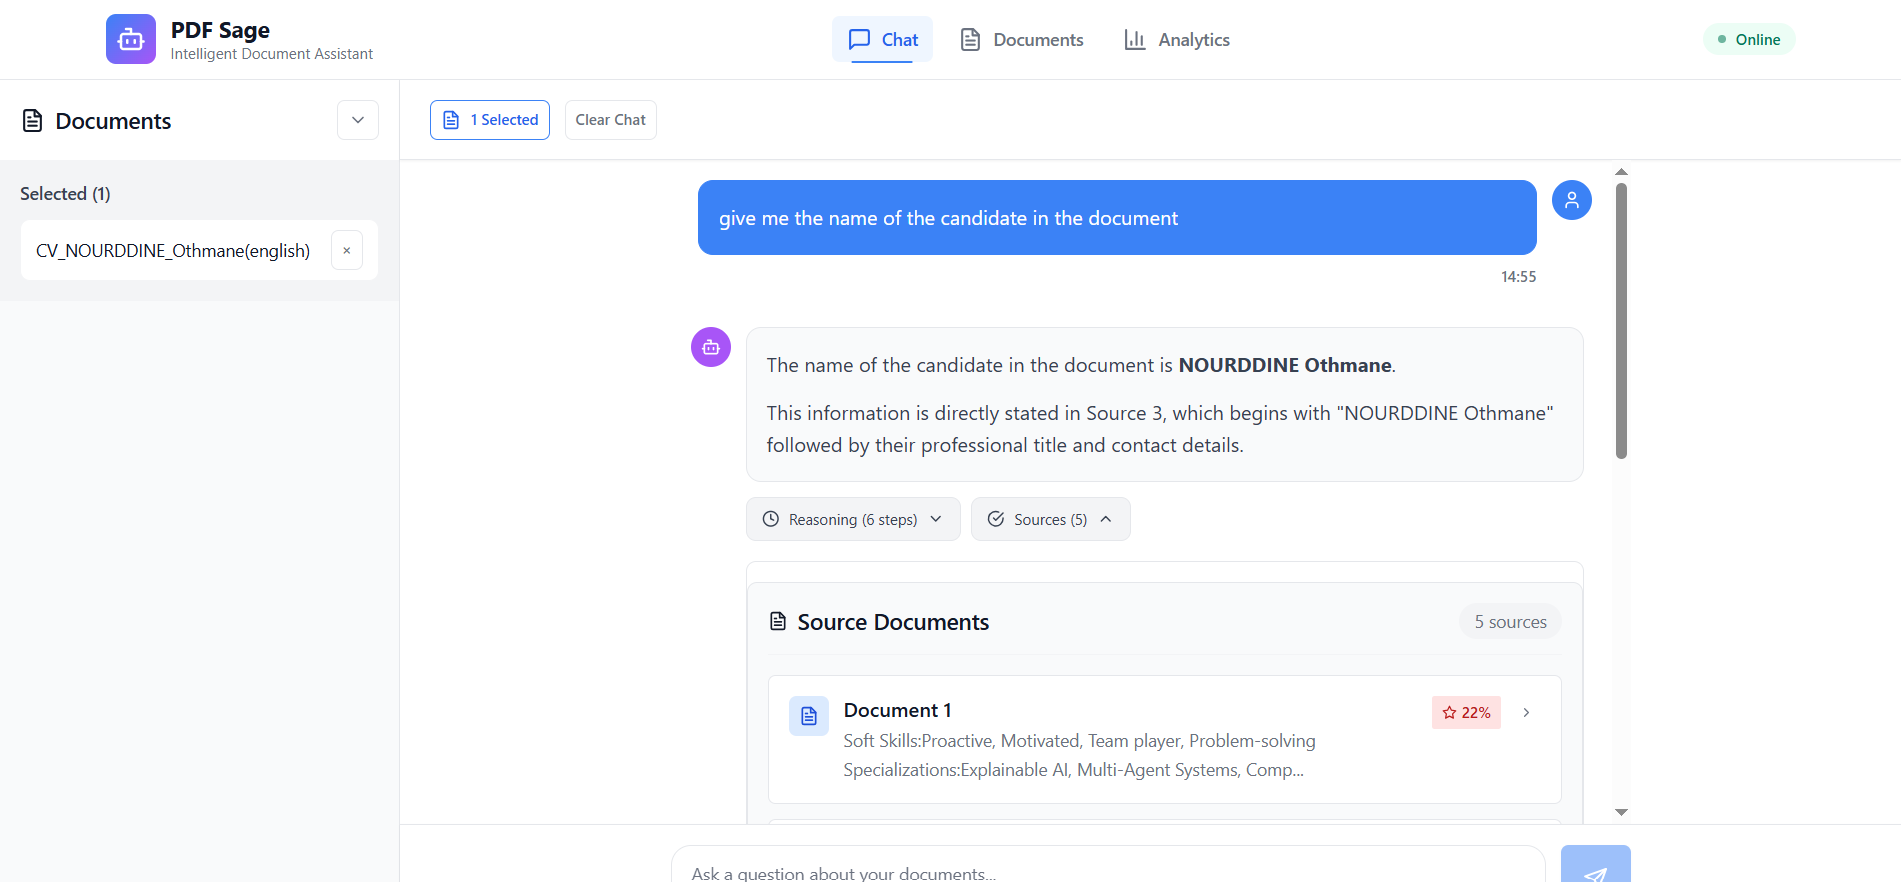 PDF Sage
Intelligent Document Assistant
Chat
Documents
Analytics
Online
Documents
1 Selected
Clear Chat
Selected (1)
CV_NOURDDINE_Othmane(english)
×
give me the name of the candidate in the document
14:55
The name of the candidate in the document is NOURDDINE Othmane.
This information is directly stated in Source 3, which begins with "NOURDDINE Othmane"
followed by their professional title and contact details.
Reasoning (6 steps)
Sources (5)
Source Documents
5 sources
Document 1
22%
Soft Skills:Proactive, Motivated, Team player, Problem-solving
Specializations:Explainable AI, Multi-Agent Systems, Comp...
Ask a question about your documents...